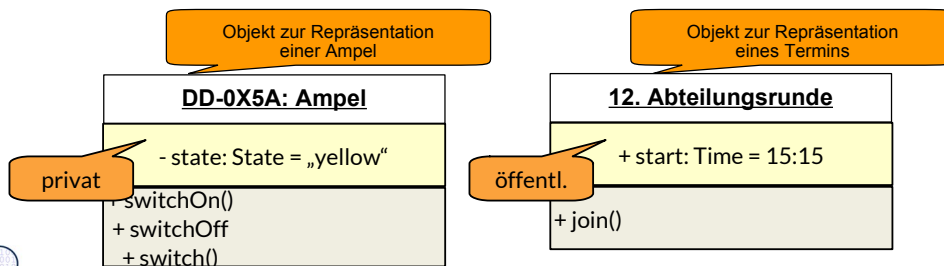 Objekt zur Repräsentation
einer Ampel
DD-0X5A: Ampel
- state: State = „yellow“
privat
+ switchOn()
+ switchOff
+ switch()
Objekt zur Repräsentation
eines Termins
12. Abteilungsrunde
+ start: Time = 15:15
öffentl.
+ join()